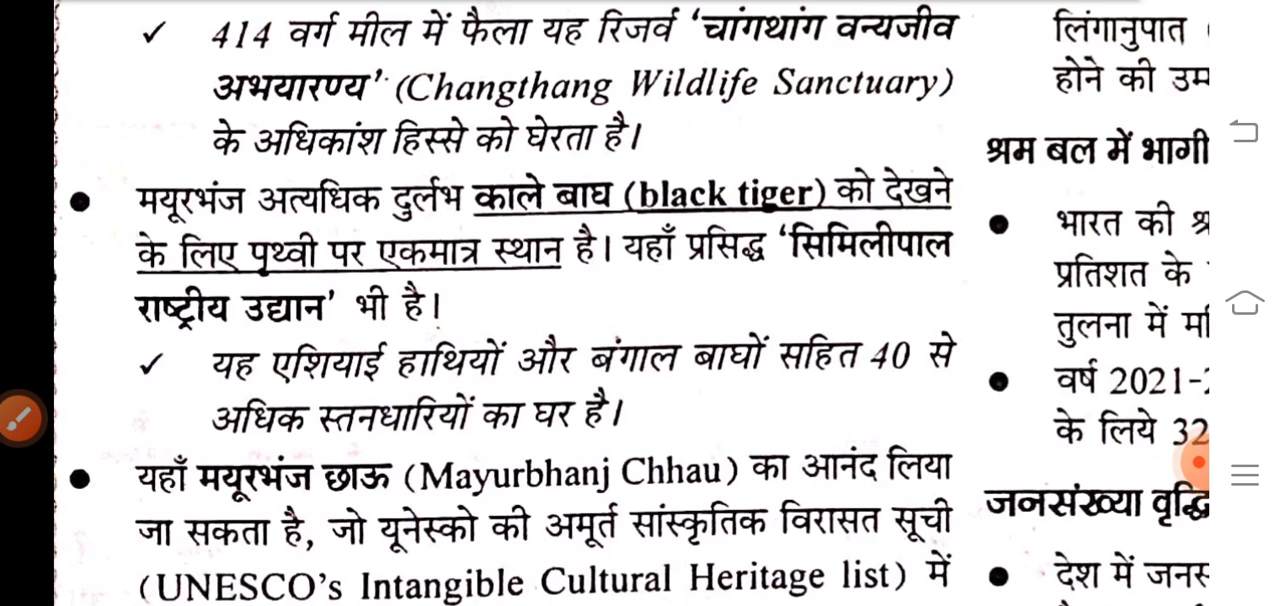 ✓ 414 वर्ग मील में फैला यह रिजर्व ‘चांगथांग वन्यजीव
अभयारण्य’ (Changthang Wildlife Sanctuary)
के अधिकांश हिस्से को घेरता है।
● मयूरभंज अत्यधिक दुर्लभ काले बाघ (black tiger) को देखने
के लिए पृथ्वी पर एकमात्र स्थान है। यहाँ प्रसिद्ध ‘सिमिलीपाल
राष्ट्रीय उद्यान’ भी है।
✓ यह एशियाई हाथियों और बंगाल बाघों सहित 40 से
अधिक स्तनधारियों का घर है।
● यहाँ मयूरभंज छाऊ (Mayurbhanj Chhau) का आनंद लिया
जा सकता है, जो यूनेस्को की अमूर्त सांस्कृतिक विरासत सूची
(UNESCO’s Intangible Cultural Heritage list) में
लिंगानुपात
होने की
श्रम बल में
● भारत की
प्रतिशत के
तुलना में
● वर्ष 2021-
के लिये 32
जनसंख्या वृद्धि
● देश में